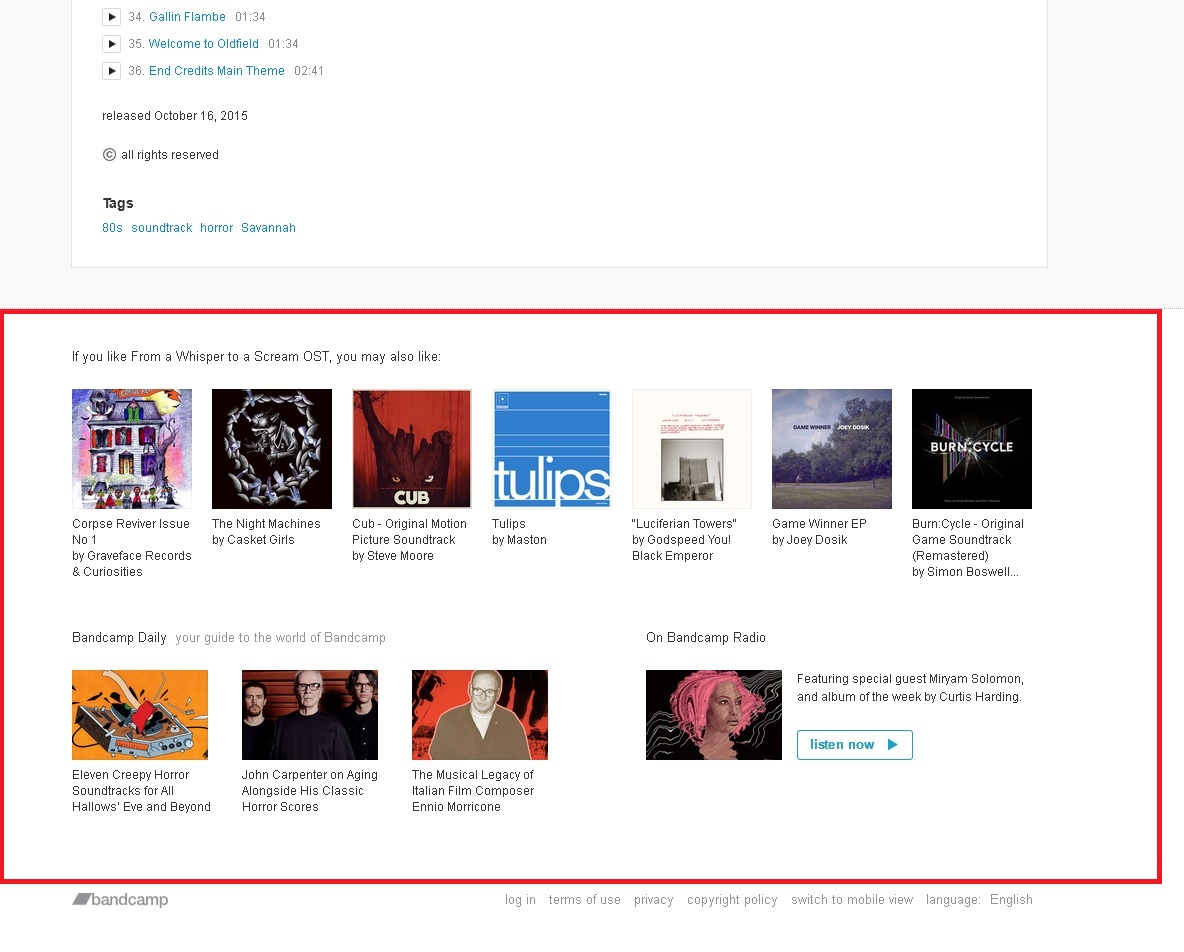 34. Gallin Flambe 01:34
35. Welcome to Oldfield 01:34
36. End Credits Main Theme 02:41
released October 16, 2015
© all rights reserved
Tags
80s soundtrack horror Savannah
If you like From a Whisper to a Scream OST, you may also like:
CUB
tulips
GAME WINNER JOEY DOSIK
BURN:CYCLE
Corpse Reviver Issue
No 1
by Graveface Records
& Curiosities
The Night Machines
by Casket Girls
Cub - Original Motion
Picture Soundtrack
by Steve Moore
Tulips
by Maston
"Luciferian Towers"
by Godspeed You!
Black Emperor
Game Winner EP
by Joey Dosik
Burn:Cycle - Original
Game Soundtrack
(Remastered)
by Simon Boswell...
Bandcamp Daily your guide to the world of Bandcamp
Eleven Creepy Horror
Soundtracks for All
Hallows' Eve and Beyond
John Carpenter on Aging
Alongside His Classic
Horror Scores
The Musical Legacy of
Italian Film Composer
Ennio Morricone
On Bandcamp Radio
Featuring special guest Miryam Solomon,
and album of the week by Curtis Harding.
listen now
bandcamp
log in terms of use privacy copyright policy switch to mobile view language: English